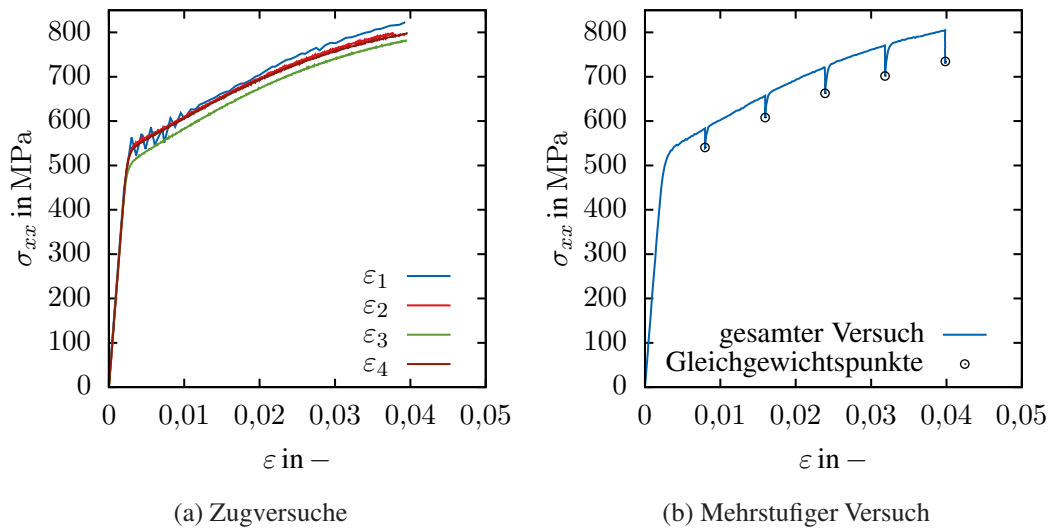 σxx in MPa
800
700
600
500
400
300
200
100
0
0 0,01 0,02 0,03 0,04 0,05
ε in −
ε1
ε2
ε3
ε4
(a) Zugversuche
σxx in MPa
800
700
600
500
400
300
200
100
0
0 0,01 0,02 0,03 0,04 0,05
ε in −
gesamter Versuch
Gleichgewichtspunkte
(b) Mehrstufiger Versuch